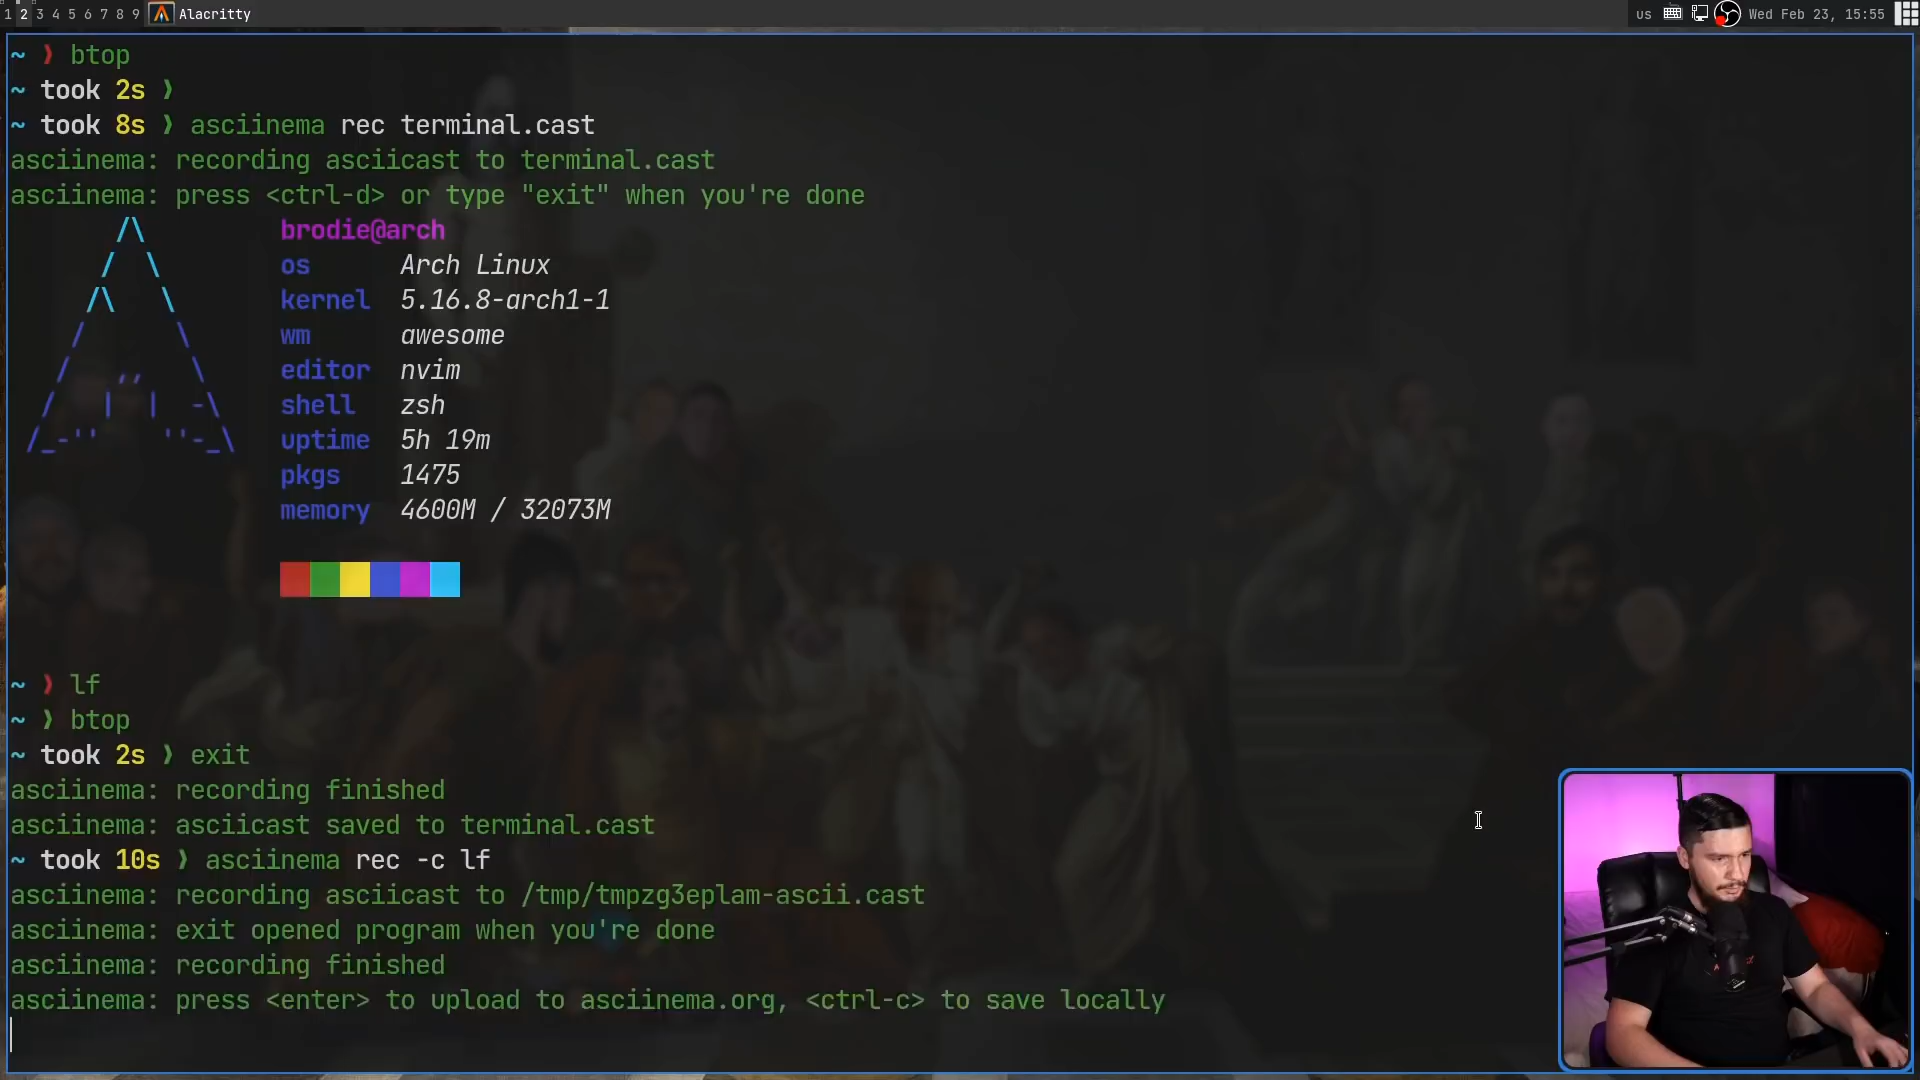 1 2 3 4 5 6 7 8 9 Alacritty us Wed Feb 23, 15:55
~ ❯ btop
~ took 2s ❯
~ took 8s ❯ asciinema rec terminal.cast
asciinema: recording asciicast to terminal.cast
asciinema: press <ctrl-d> or type "exit" when you're done
brodie@arch
os Arch Linux
kernel 5.16.8-arch1-1
wm awesome
editor nvim
shell zsh
uptime 5h 19m
pkgs 1475
memory 4600M / 32073M
~ ❯ lf
~ ❯ btop
~ took 2s ❯ exit
asciinema: recording finished
asciinema: asciicast saved to terminal.cast
~ took 10s ❯ asciinema rec -c lf
asciinema: recording asciicast to /tmp/tmpzg3eplam-ascii.cast
asciinema: exit opened program when you're done
asciinema: recording finished
asciinema: press <enter> to upload to asciinema.org, <ctrl-c> to save locally